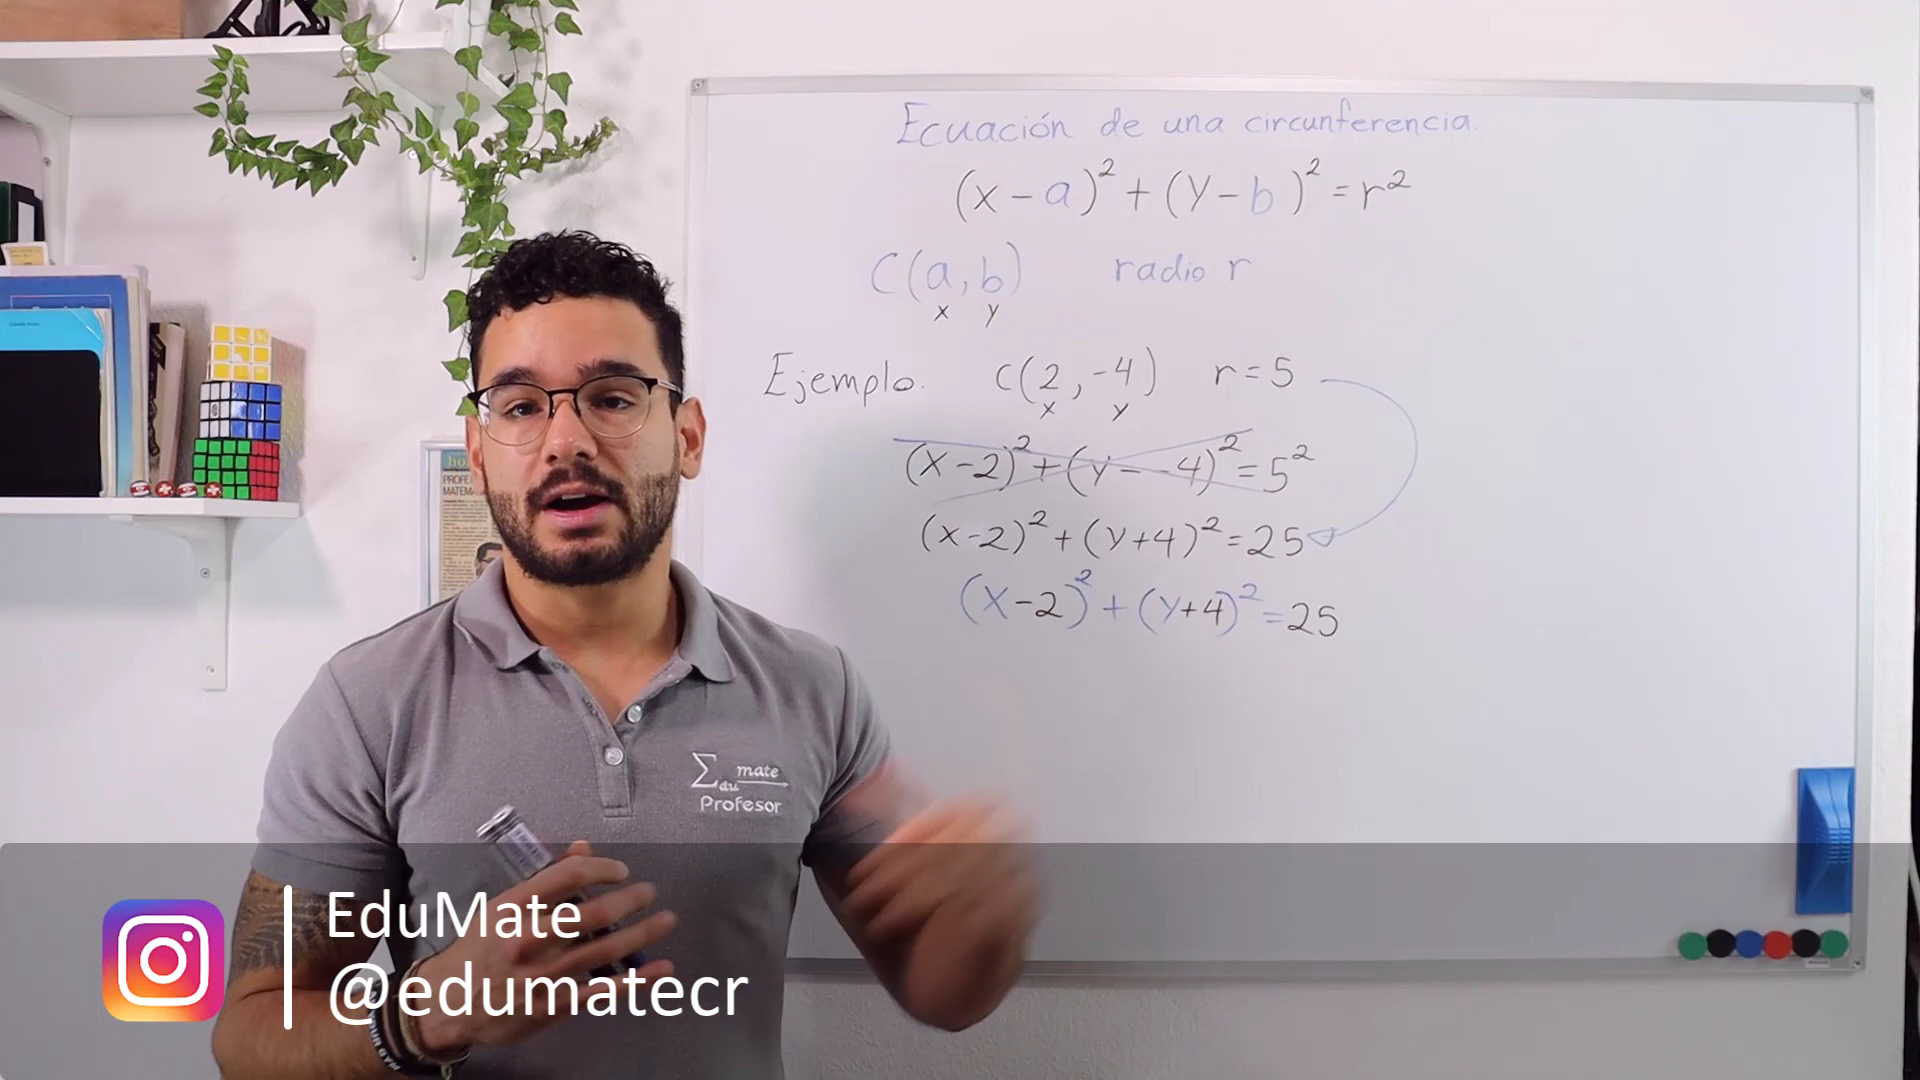 Ecuación de una circunferencia.
(x-a)²+(y-b)²=r²
C(a,b) radio r
x y
Ejemplo. C(2,-4) r=5
x y
(x-2)²+(y--4)²=5²
(x-2)²+(y+4)²=25
(x-2)²+(y+4)²=25
Σdu mate
Profesor
EduMate
@edumatecr